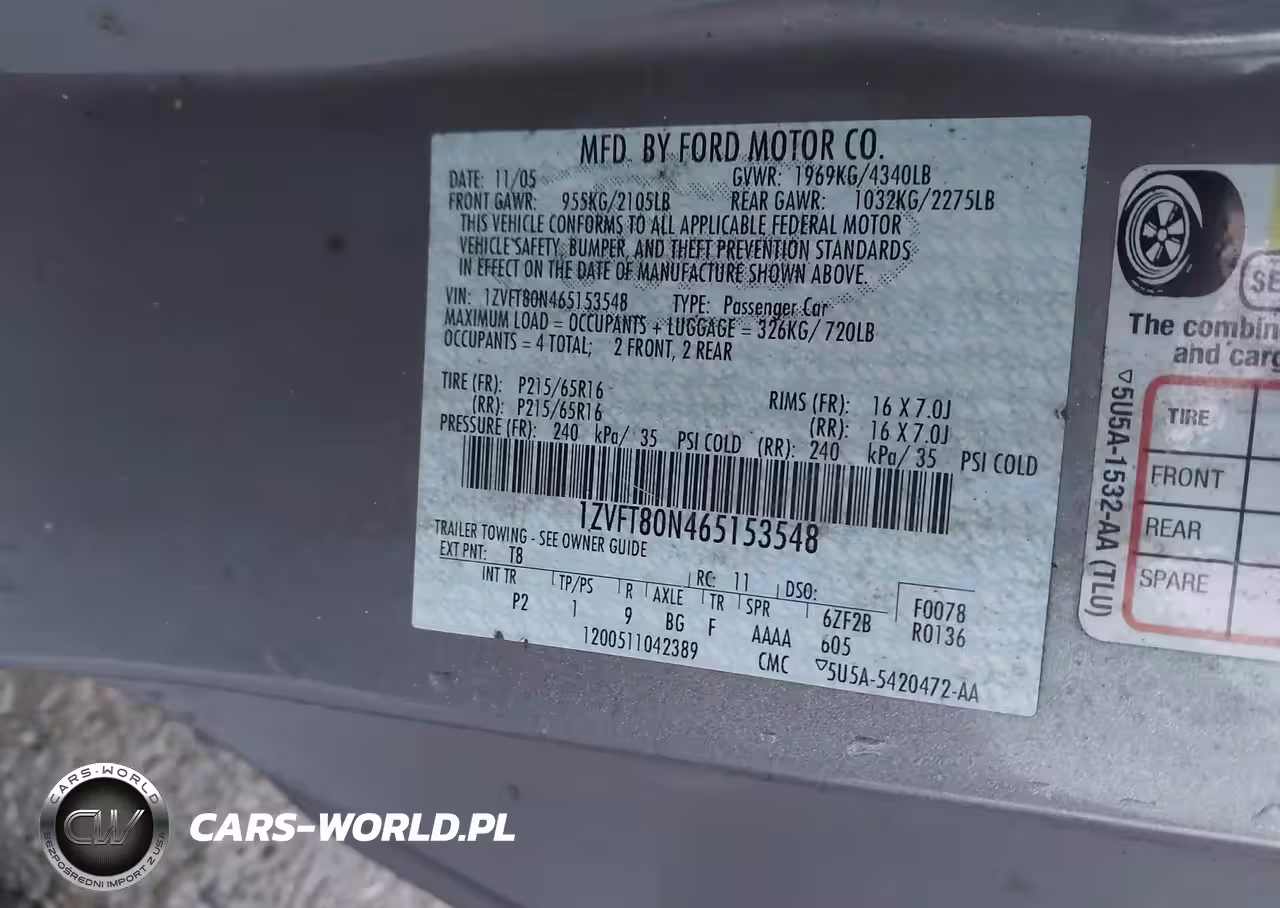 MFD. BY FORD MOTOR CO.
DATE: 11/05 GVWR: 1969KG/4340LB
FRONT GAWR: 955KG/2105LB REAR GAWR: 1032KG/2275LB
THIS VEHICLE CONFORMS TO ALL APPLICABLE FEDERAL MOTOR
VEHICLE SAFETY, BUMPER, AND THEFT PREVENTION STANDARDS
IN EFFECT ON THE DATE OF MANUFACTURE SHOWN ABOVE.
VIN: 1ZVFT80N465153548 TYPE: Passenger Car
MAXIMUM LOAD = OCCUPANTS + LUGGAGE = 326KG/ 720LB
OCCUPANTS = 4 TOTAL; 2 FRONT, 2 REAR
TIRE (FR): P215/65R16 RIMS (FR): 16 X 7.0J
(RR): P215/65R16 (RR): 16 X 7.0J
PRESSURE (FR): 240 kPa/ 35 PSI COLD (RR): 240 kPa/ 35 PSI COLD
1ZVFT80N465153548
TRAILER TOWING - SEE OWNER GUIDE
EXT PNT: T8 RC: 11 DSO:
INT TR TP/PS R AXLE TR SPR 6ZF2B F0078
P2 1 9 BG F AAAA 605 R0136
1200511042389 CMC ▽5U5A-5420472-AA
SE
The combin
and carg
TIRE
FRONT
REAR
SPARE
▽5U5A-1532-AA (TLU)
CARS-WORLD
CW
BEZPOŚREDNI IMPORT Z USA
CARS-WORLD.PL